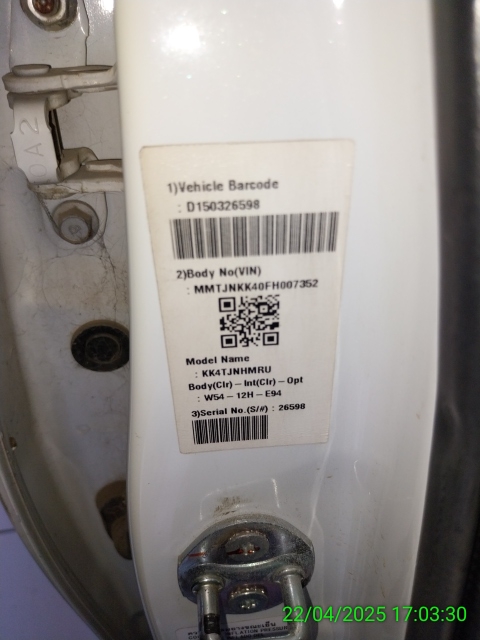 OA2
1)Vehicle Barcode
: D150326598
2)Body No(VIN)
: MMTJNKK40FH007352
Model Name
: KK4TJNHMRU
Body(Clr) – Int(Clr) – Opt
: W54 – 12H – E94
3)Serial No.(S/#) : 26598
22/04/2025 17:03:30